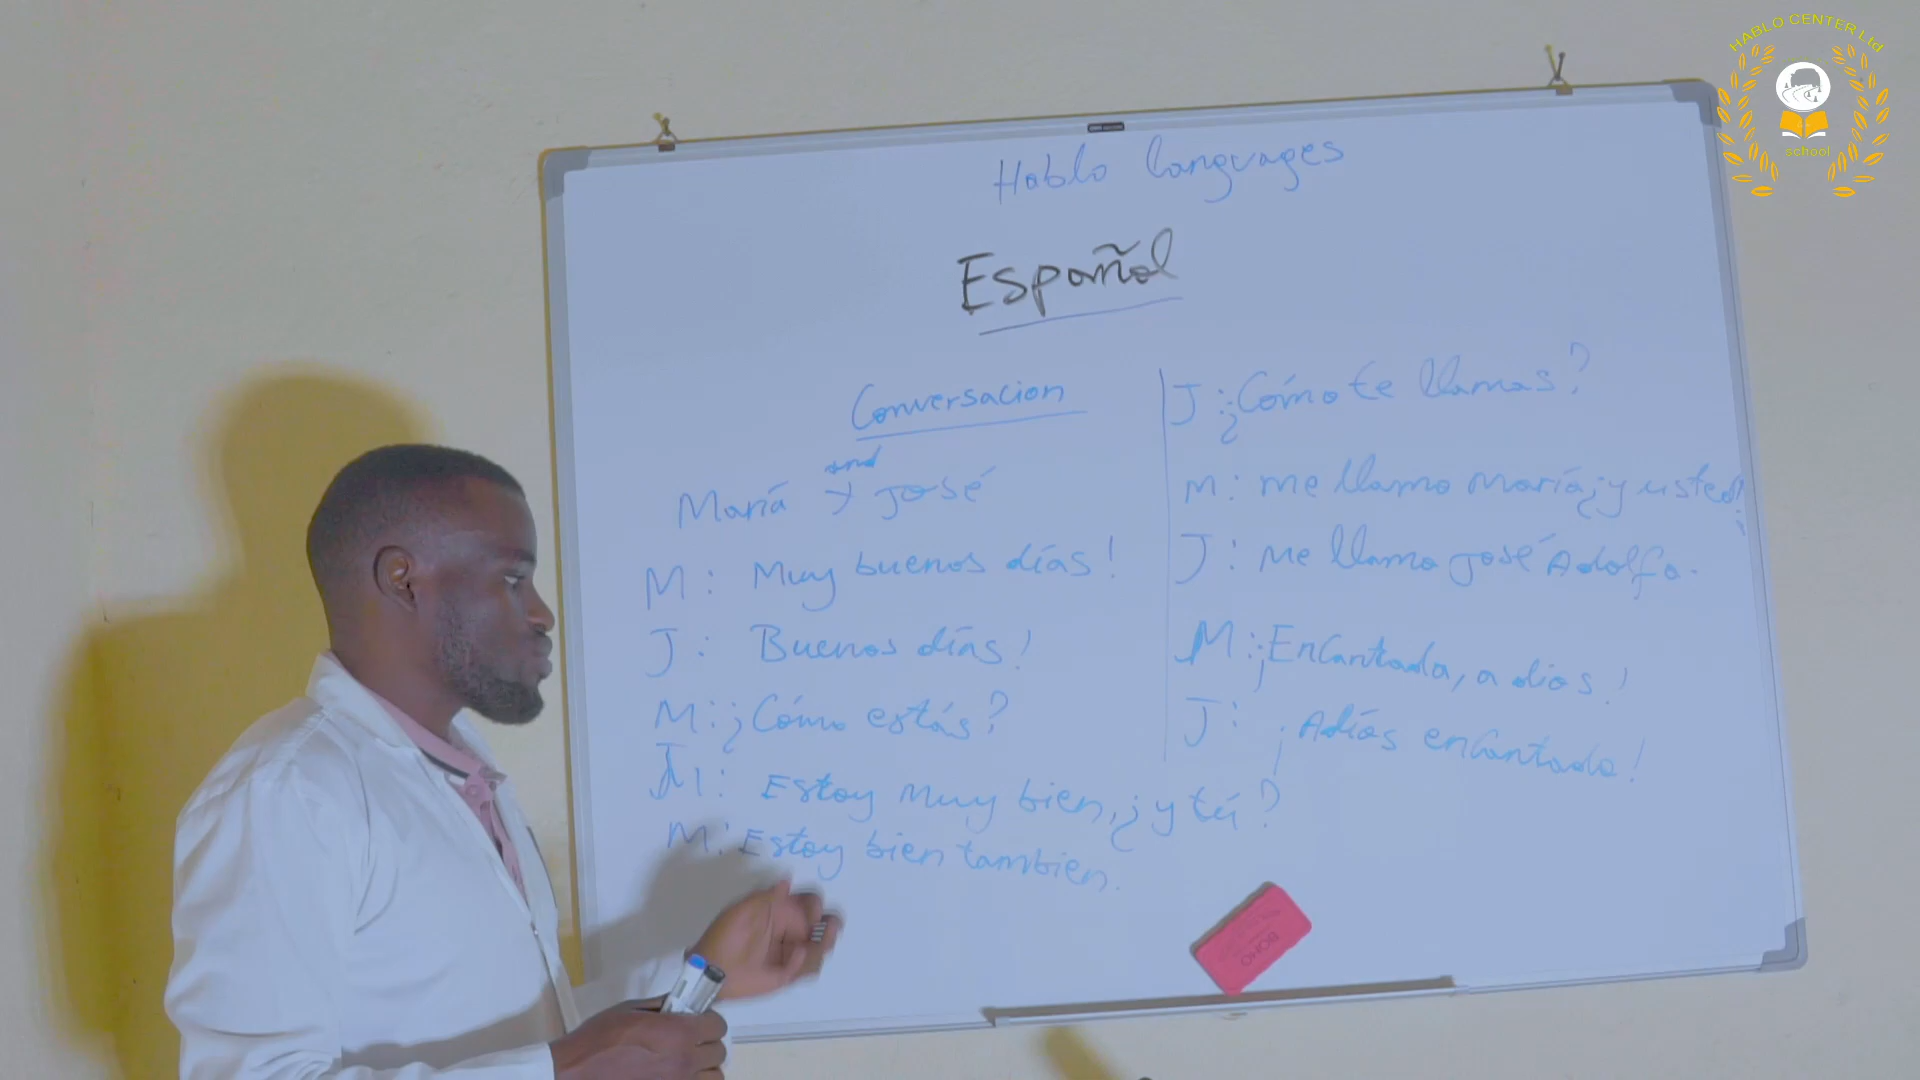 HABLO CENTER Ltd
school
Hablo languages
Español
Conversacion
and
María y José
M: Muy buenos días!
J: Buenos días!
M: ¿Cómo estás?
J: Estoy muy bien, ¿y tú?
M: Estoy bien tambien.
J: ¿Cómo te llamas?
M: Me llamo María ¿y usted?
J: Me llamo José Adolfo.
M: ¡Encantada, a dios!
J: ¡Adíos encantado!